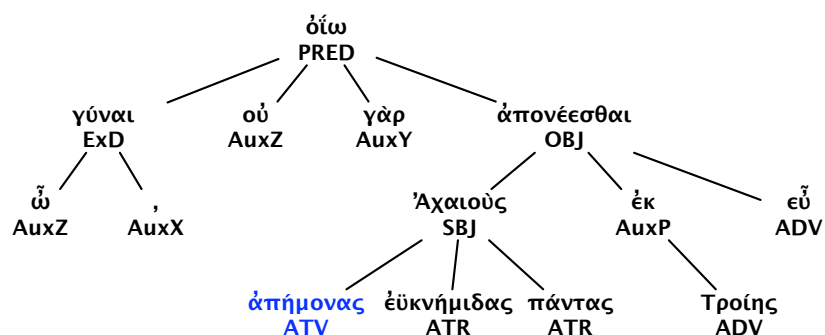 ὀΐω
PRED
γύναι οὐ γὰρ ἀπονέεσθαι
ExD AuxZ AuxY OBJ
ὦ , Ἀχαιοὺς ἐκ εὖ
AuxZ AuxX SBJ AuxP ADV
ἀπήμονας ἐϋκνήμιδας πάντας Τροίης
ATV ATR ATR ADV